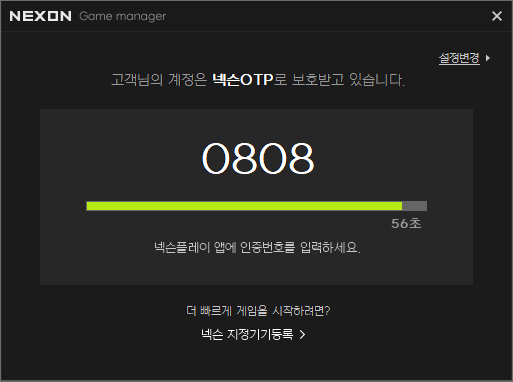 NEXON Game manager
설정변경
고객님의 계정은 넥슨OTP로 보호받고 있습니다.
0808
56초
넥슨플레이 앱에 인증번호를 입력하세요.
더 빠르게 게임을 시작하려면?
넥슨 지정기기등록 >